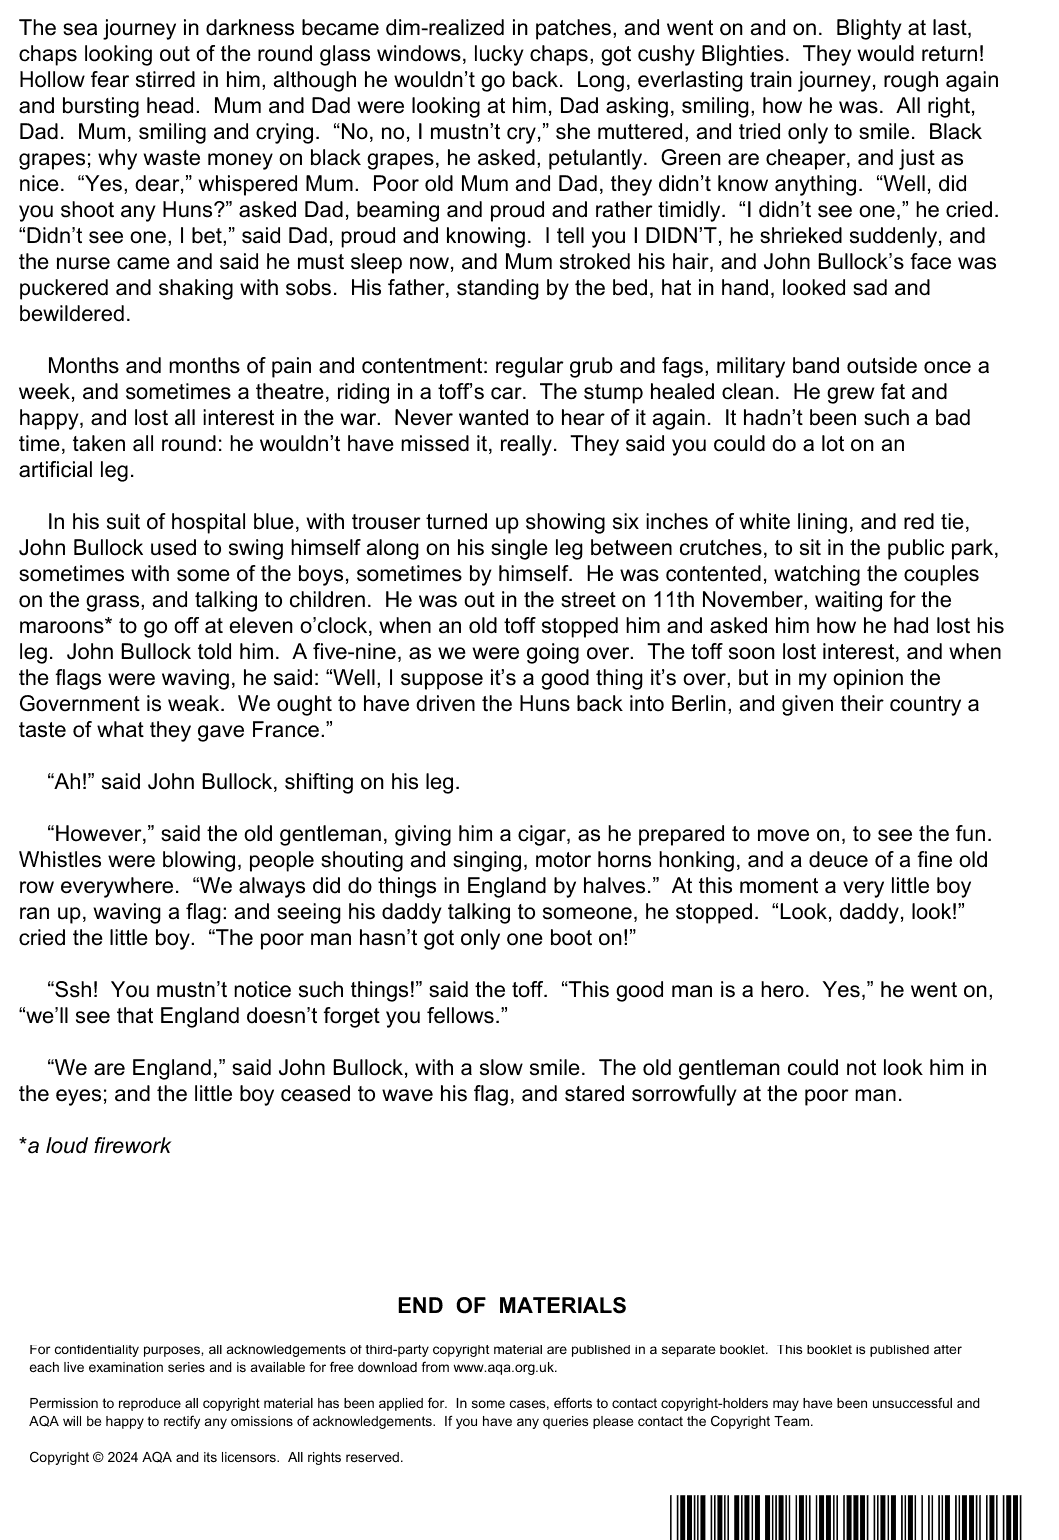 The sea journey in darkness became dim-realized in patches, and went on and on.  Blighty at last,
chaps looking out of the round glass windows, lucky chaps, got cushy Blighties.  They would return!
Hollow fear stirred in him, although he wouldn’t go back.  Long, everlasting train journey, rough again
and bursting head.  Mum and Dad were looking at him, Dad asking, smiling, how he was.  All right,
Dad.  Mum, smiling and crying.  “No, no, I mustn’t cry,” she muttered, and tried only to smile.  Black
grapes; why waste money on black grapes, he asked, petulantly.  Green are cheaper, and just as
nice.  “Yes, dear,” whispered Mum.  Poor old Mum and Dad, they didn’t know anything.  “Well, did
you shoot any Huns?” asked Dad, beaming and proud and rather timidly.  “I didn’t see one,” he cried.
“Didn’t see one, I bet,” said Dad, proud and knowing.  I tell you I DIDN’T, he shrieked suddenly, and
the nurse came and said he must sleep now, and Mum stroked his hair, and John Bullock’s face was
puckered and shaking with sobs.  His father, standing by the bed, hat in hand, looked sad and
bewildered.
Months and months of pain and contentment: regular grub and fags, military band outside once a
week, and sometimes a theatre, riding in a toff’s car.  The stump healed clean.  He grew fat and
happy, and lost all interest in the war.  Never wanted to hear of it again.  It hadn’t been such a bad
time, taken all round: he wouldn’t have missed it, really.  They said you could do a lot on an
artificial leg.
In his suit of hospital blue, with trouser turned up showing six inches of white lining, and red tie,
John Bullock used to swing himself along on his single leg between crutches, to sit in the public park,
sometimes with some of the boys, sometimes by himself.  He was contented, watching the couples
on the grass, and talking to children.  He was out in the street on 11th November, waiting for the
maroons* to go off at eleven o’clock, when an old toff stopped him and asked him how he had lost his
leg.  John Bullock told him.  A five-nine, as we were going over.  The toff soon lost interest, and when
the flags were waving, he said: “Well, I suppose it’s a good thing it’s over, but in my opinion the
Government is weak.  We ought to have driven the Huns back into Berlin, and given their country a
taste of what they gave France.”
“Ah!” said John Bullock, shifting on his leg.
“However,” said the old gentleman, giving him a cigar, as he prepared to move on, to see the fun.
Whistles were blowing, people shouting and singing, motor horns honking, and a deuce of a fine old
row everywhere.  “We always did do things in England by halves.”  At this moment a very little boy
ran up, waving a flag: and seeing his daddy talking to someone, he stopped.  “Look, daddy, look!”
cried the little boy.  “The poor man hasn’t got only one boot on!”
“Ssh!  You mustn’t notice such things!” said the toff.  “This good man is a hero.  Yes,” he went on,
“we’ll see that England doesn’t forget you fellows.”
“We are England,” said John Bullock, with a slow smile.  The old gentleman could not look him in
the eyes; and the little boy ceased to wave his flag, and stared sorrowfully at the poor man.
*a loud firework
END OF MATERIALS
For confidentiality purposes, all acknowledgements of third-party copyright material are published in a separate booklet.  This booklet is published after
each live examination series and is available for free download from www.aqa.org.uk.
Permission to reproduce all copyright material has been applied for.  In some cases, efforts to contact copyright-holders may have been unsuccessful and
AQA will be happy to rectify any omissions of acknowledgements.  If you have any queries please contact the Copyright Team.
Copyright © 2024 AQA and its licensors.  All rights reserved.